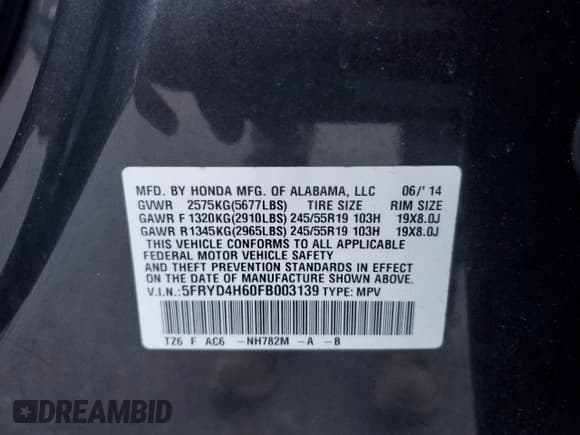 MFD. BY HONDA MFG. OF ALABAMA, LLC 06/' 14
GVWR 2575KG(5677LBS) TIRE SIZE RIM SIZE
GAWR F 1320KG(2910LBS) 245/55R19 103H 19X8.0J
GAWR R1345KG(2965LBS) 245/55R19 103H 19X8.0J
THIS VEHICLE CONFORMS TO ALL APPLICABLE
FEDERAL MOTOR VEHICLE SAFETY
AND THEFT PREVENTION STANDARDS IN EFFECT
ON THE DATE OF MANUFACTURE SHOWN ABOVE.
V.I.N.:5FRYD4H60FB003139 TYPE: MPV
TZ6 F AC6 -NH782M -A -B
DREAMBID